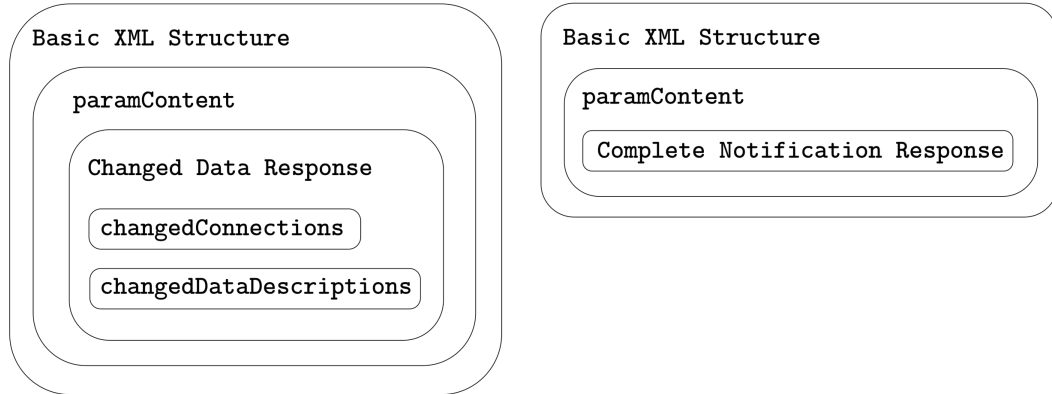 Basic XML Structure
paramContent
Changed Data Response
changedConnections
changedDataDescriptions
Basic XML Structure
paramContent
Complete Notification Response